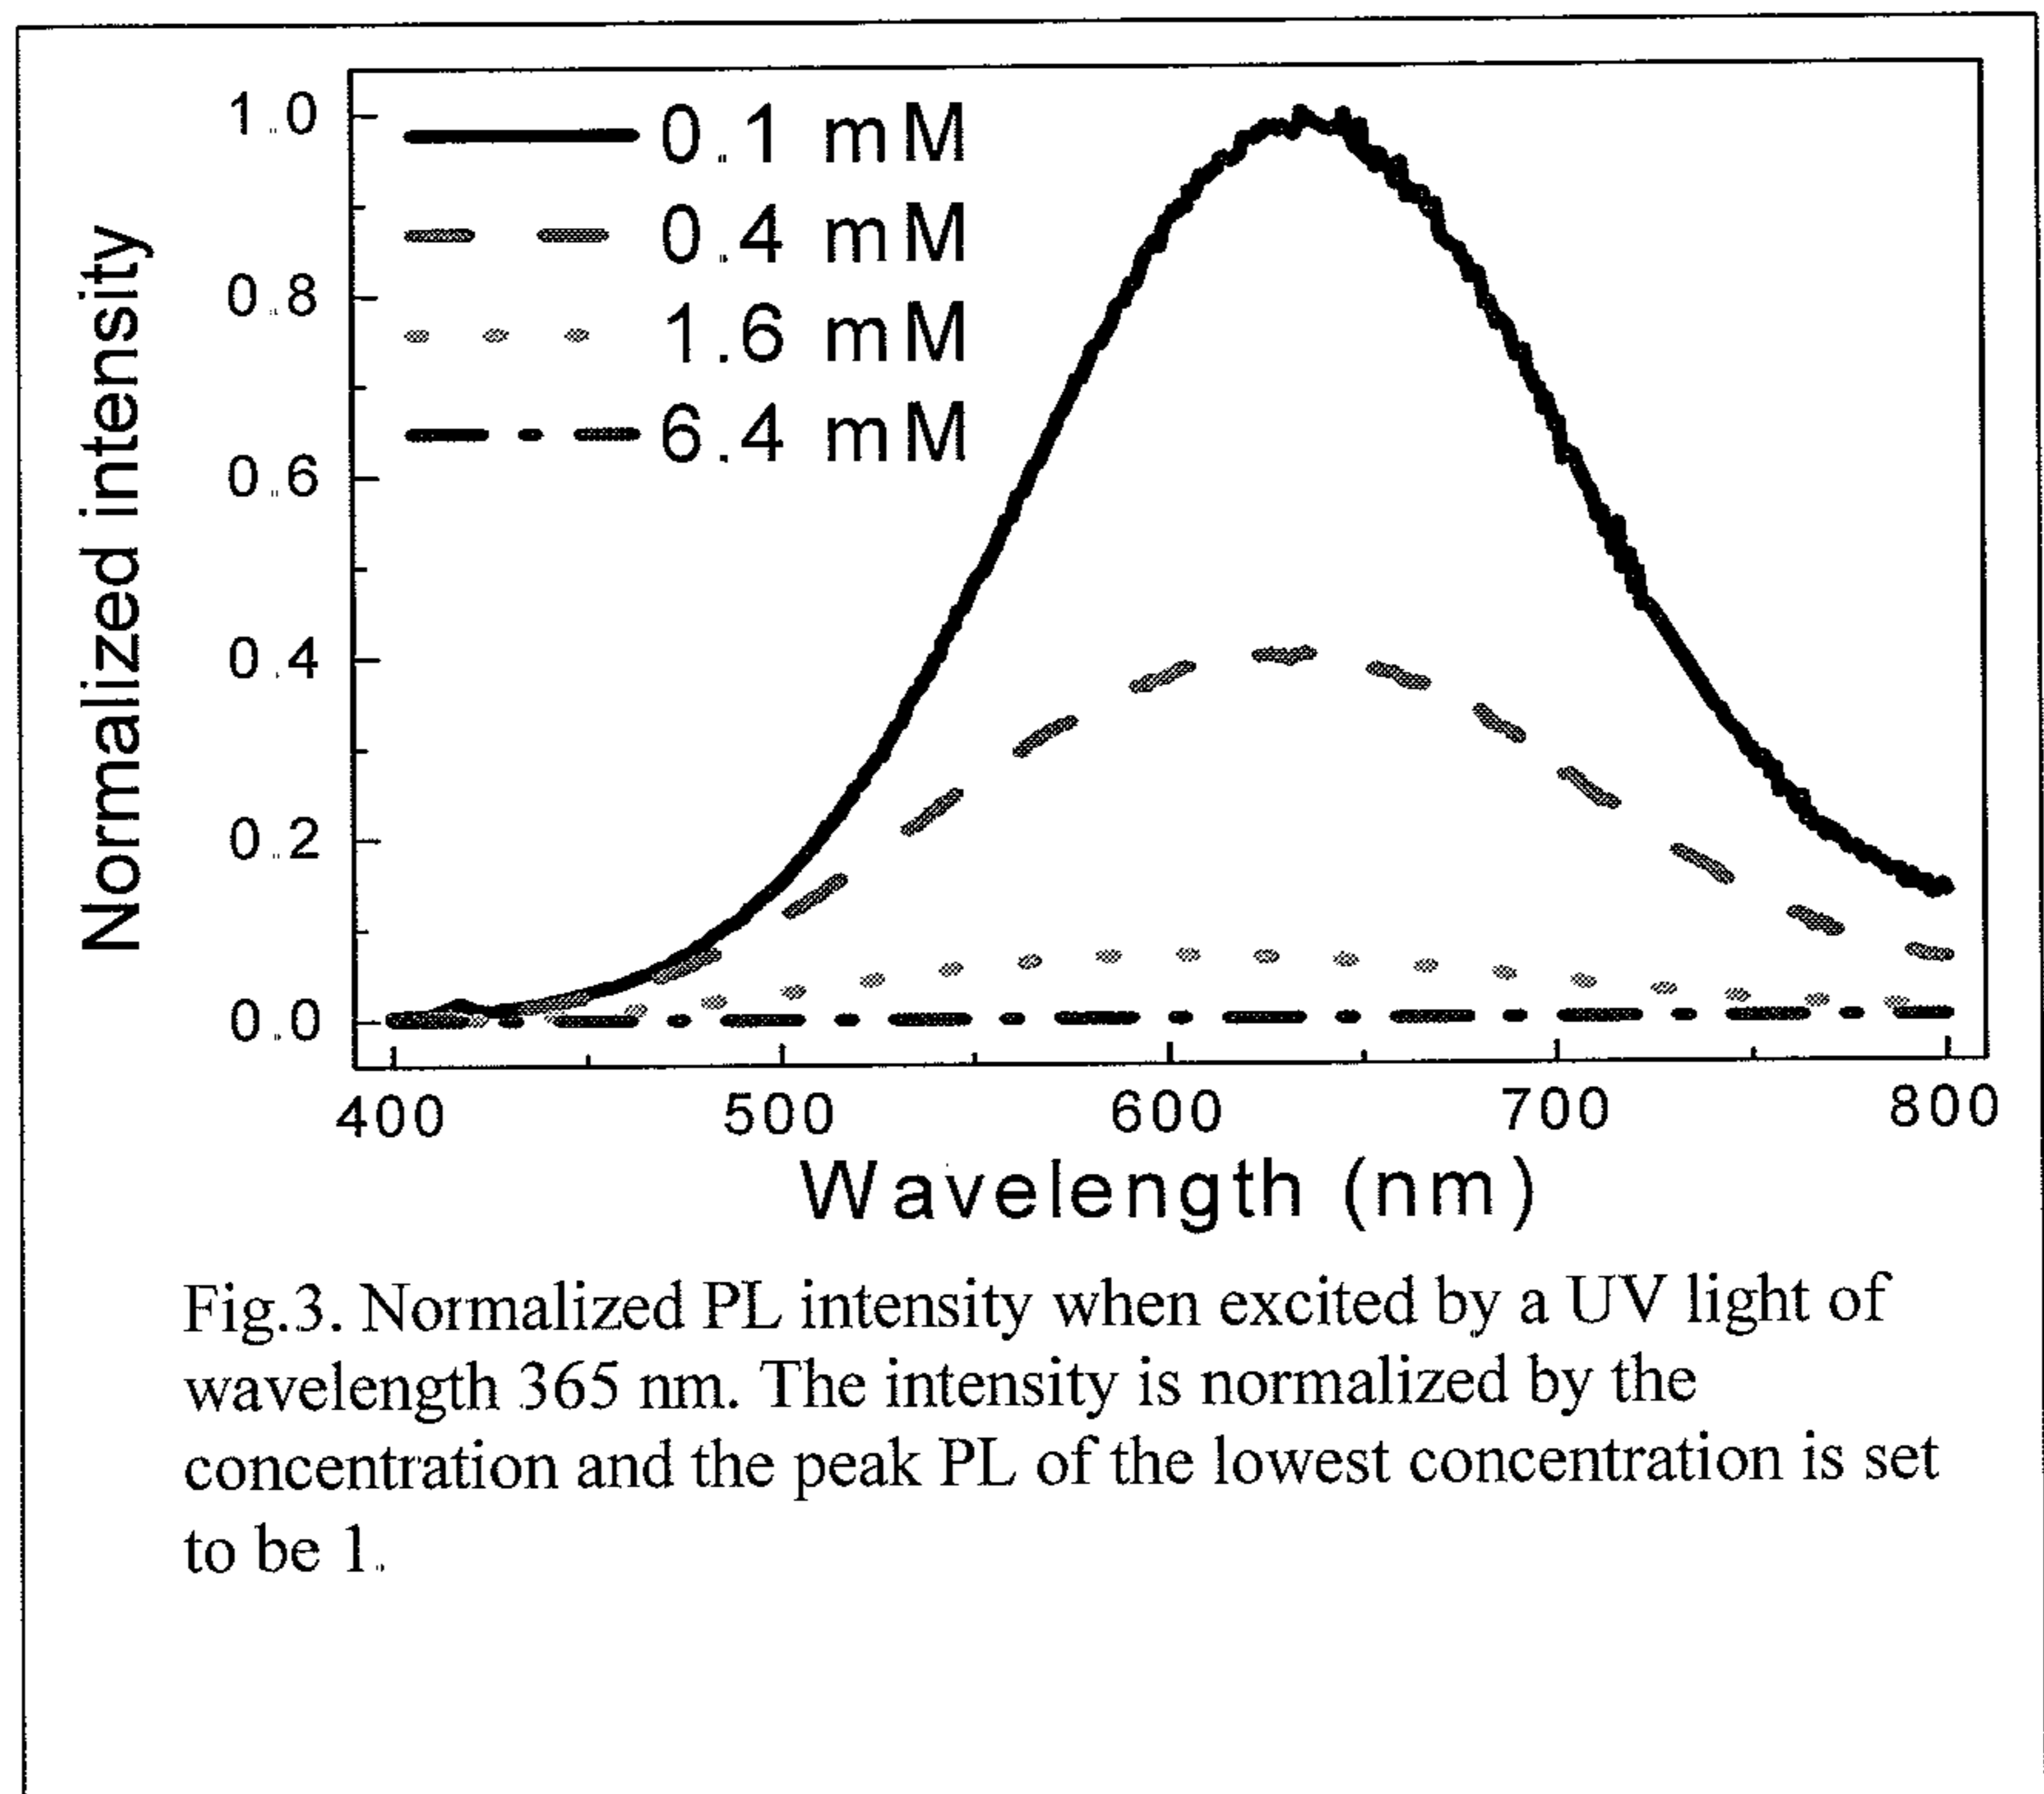 1.0
0.8
0.6
0.4
0.2
0.0
Normalized intensity
0.1 mM
0.4 mM
1.6 mM
6.4 mM
400 500 600 700 800
Wavelength (nm)
Fig.3. Normalized PL intensity when excited by a UV light of
wavelength 365 nm. The intensity is normalized by the
concentration and the peak PL of the lowest concentration is set
to be 1.